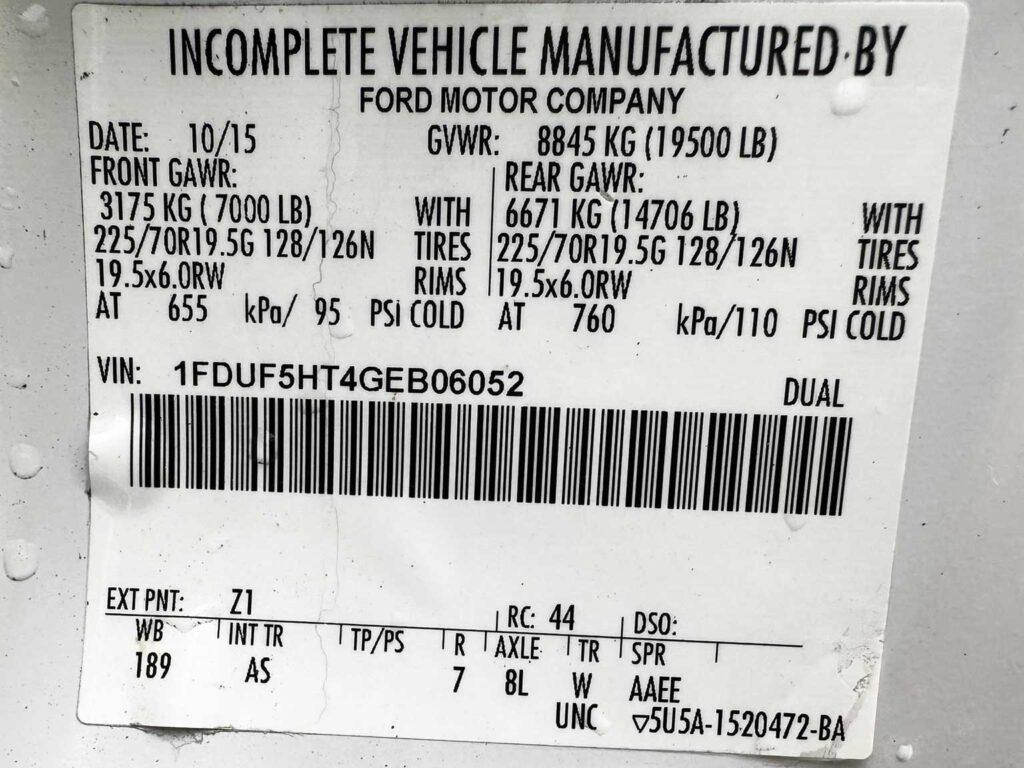 INCOMPLETE VEHICLE MANUFACTURED BY
FORD MOTOR COMPANY
DATE: 10/15 GVWR: 8845 KG (19500 LB)
FRONT GAWR: REAR GAWR:
3175 KG ( 7000 LB) WITH 6671 KG (14706 LB) WITH
225/70R19.5G 128/126N TIRES 225/70R19.5G 128/126N TIRES
19.5x6.0RW RIMS 19.5x6.0RW RIMS
AT 655 kPa/ 95 PSI COLD AT 760 kPa/110 PSI COLD
VIN: 1FDUF5HT4GEB06052 DUAL
EXT PNT: Z1 RC: 44 DSO:
WB INT TR TP/PS R AXLE TR SPR
189 AS 7 8L W AAEE
UNC ▽5U5A-1520472-BA